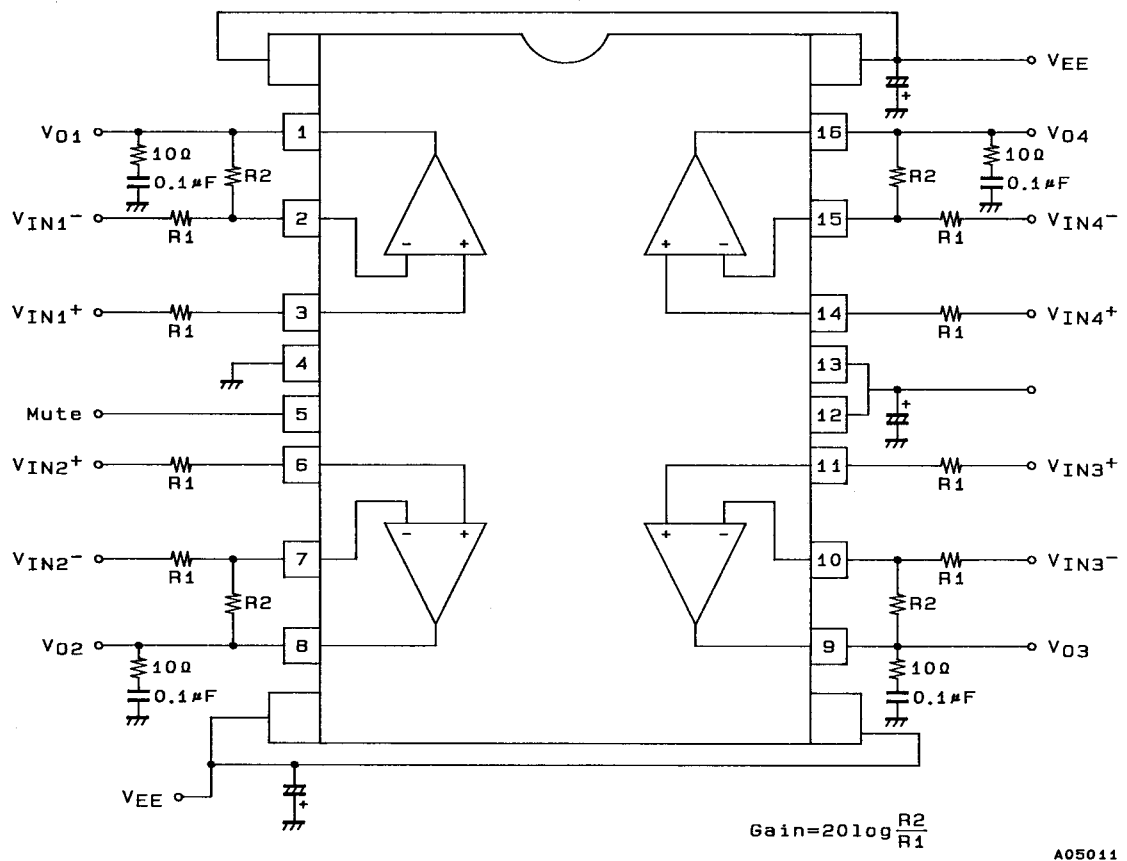 VEE
+
VO1
1
16
VO4
10Ω
0.1μF
R2
R2
10Ω
0.1μF
VIN1-
R1
2
15
R1
VIN4-
- +
+ -
VIN1+
R1
3
14
R1
VIN4+
4
13
Mute
5
12
+
VIN2+
R1
6
11
R1
VIN3+
- +
+ -
VIN2-
R1
7
10
R1
VIN3-
R2
R2
VO2
8
9
VO3
10Ω
0.1μF
10Ω
0.1μF
VEE
+
Gain=20log R2/R1
A05011